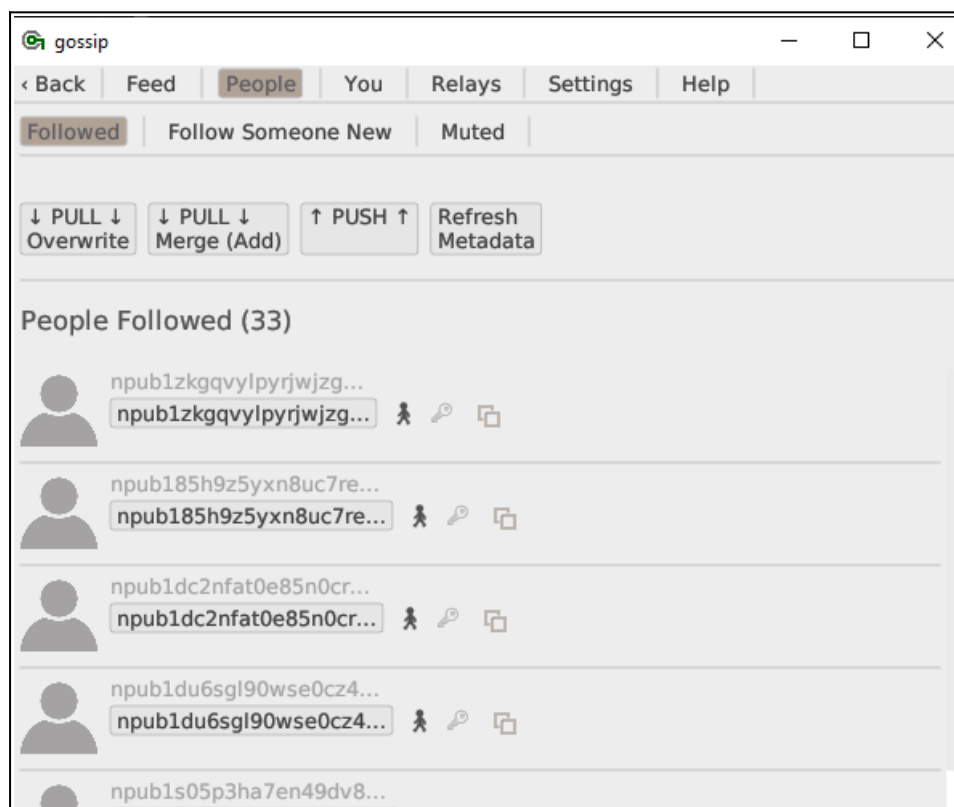 gossip
‹ Back Feed People You Relays Settings Help
Followed Follow Someone New Muted
↓ PULL ↓ ↓ PULL ↓ ↑ PUSH ↑ Refresh
Overwrite Merge (Add) Metadata
People Followed (33)
npub1zkgqvylpyrjwjzg...
npub1zkgqvylpyrjwjzg...
npub185h9z5yxn8uc7re...
npub185h9z5yxn8uc7re...
npub1dc2nfat0e85n0cr...
npub1dc2nfat0e85n0cr...
npub1du6sgl90wse0cz4...
npub1du6sgl90wse0cz4...
npub1s05p3ha7en49dv8...